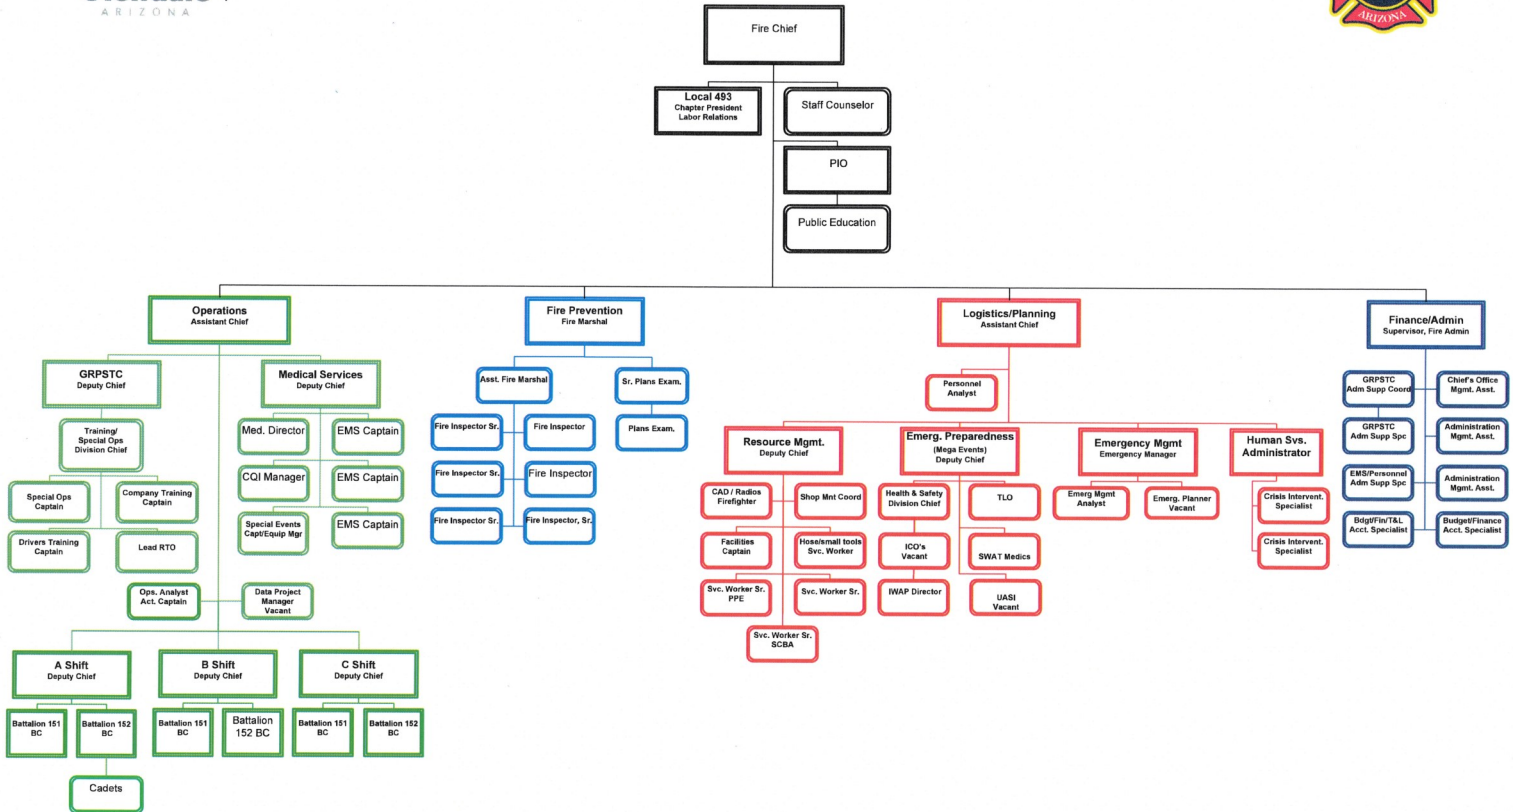 ARIZONA
ARIZONA
Fire Chief
Local 493
Chapter President
Labor Relations
Staff Counselor
PIO
Public Education
Operations
Assistant Chief
Fire Prevention
Fire Marshal
Logistics/Planning
Assistant Chief
Finance/Admin
Supervisor, Fire Admin
GRPSTC
Deputy Chief
Medical Services
Deputy Chief
Training/
Special Ops
Division Chief
Special Ops
Captain
Company Training
Captain
Drivers Training
Captain
Lead RTO
Med. Director
EMS Captain
CQI Manager
EMS Captain
Special Events
Capt/Equip Mgr
EMS Captain
Ops. Analyst
Act. Captain
Data Project
Manager
Vacant
A Shift
Deputy Chief
B Shift
Deputy Chief
C Shift
Deputy Chief
Battalion 151
BC
Battalion 152
BC
Battalion 151
BC
Battalion
152 BC
Battalion 151
BC
Battalion 152
BC
Cadets
Asst. Fire Marshal
Sr. Plans Exam.
Fire Inspector Sr.
Fire Inspector
Plans Exam.
Fire Inspector Sr.
Fire Inspector
Fire Inspector Sr.
Fire Inspector, Sr.
Personnel
Analyst
Resource Mgmt.
Deputy Chief
Emerg. Preparedness
(Mega Events)
Deputy Chief
Emergency Mgmt
Emergency Manager
Human Svs.
Administrator
CAD / Radios
Firefighter
Shop Mnt Coord
Facilities
Captain
Hose/small tools
Svc. Worker
Svc. Worker Sr.
PPE
Svc. Worker Sr.
Svc. Worker Sr.
SCBA
Health & Safety
Division Chief
TLO
ICO's
Vacant
SWAT Medics
IWAP Director
UASI
Vacant
Emerg Mgmt
Analyst
Emerg. Planner
Vacant
Crisis Intervent.
Specialist
Crisis Intervent.
Specialist
GRPSTC
Adm Supp Coord
Chief's Office
Mgmt. Asst.
GRPSTC
Adm Supp Spc
Administration
Mgmt, Asst.
EMS/Personnel
Adm Supp Spc
Administration
Mgmt. Asst.
Bdgt/Fin/T&L
Acct. Specialist
Budget/Finance
Acct. Specialist